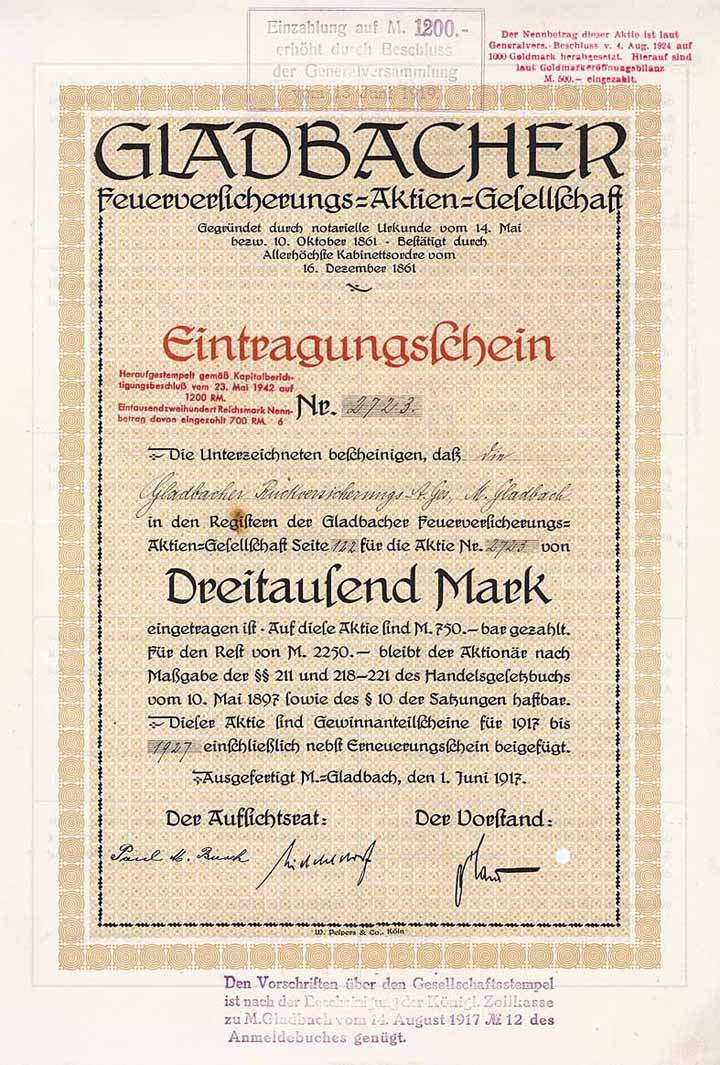 Einzahlung auf M. 1200.-
erhöht durch Beschluss
der Generalversammlung
vom 13 Juni 1919.
Der Nennbetrag dieser Aktie ist laut
Generalvers.-Beschluss v. 4. Aug. 1924 auf
1000 Goldmark herabgesetzt. Hierauf sind
laut Goldmarkeröffnungsbilanz
M. 500.— eingezahlt.
GLADBACHER
Feuerversicherungs=Aktien=Gesellschaft
Gegründet durch notarielle Urkunde vom 14. Mai
bezw. 10. Oktober 1861 - Bestätigt durch
Allerhöchste Kabinettsordre vom
16. Dezember 1861
Eintragungsschein
Heraufgestempelt gemäß Kapitalberich-
tigungsbeschluß vom 23. Mai 1942 auf
1200 RM.
Eintausendzweihundert Reichsmark Nenn-
betrag davon eingezahlt 700 RM. 6
Nr. 2723.
Die Unterzeichneten bescheinigen, daß die
Gladbacher Rückversicherungs-A. Ges., M. Gladbach
in den Registern der Gladbacher Feuerversicherungs=
Aktien=Gesellschaft Seite 122 für die Aktie Nr. 2723 von
Dreitausend Mark
eingetragen ist - Auf diese Aktie sind M. 750.— bar gezahlt.
Für den Rest von M. 2250.— bleibt der Aktionär nach
Maßgabe der §§ 211 und 218—221 des Handelsgesetzbuchs
vom 10. Mai 1897 sowie des § 10 der Satzungen haftbar.
Dieser Aktie sind Gewinnanteilscheine für 1917 bis
1927 einschließlich nebst Erneuerungsschein beigefügt.
Ausgefertigt M.=Gladbach, den 1. Juni 1917.
Der Aufsichtsrat: Der Vorstand:
Paul M. Busch
W. Peipers & Co., Köln
Den Vorschriften über den Gesellschaftsstempel
ist nach der Bescheinigung der Königl. Zollkasse
zu M.Gladbach vom 14. August 1917 № 12 des
Anmeldebuches genügt.